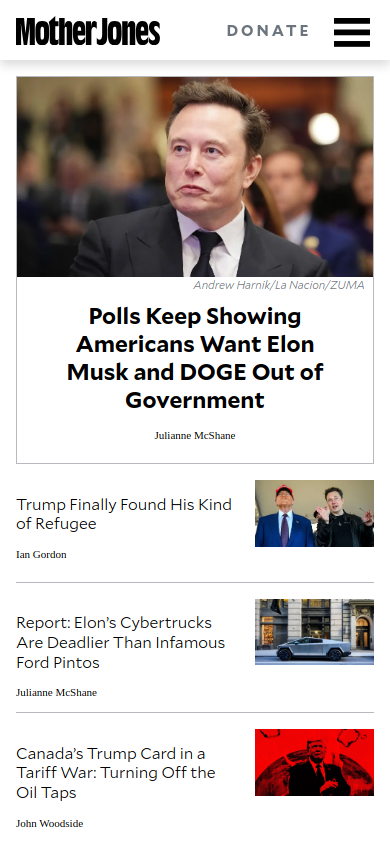 Mother Jones
DONATE
Andrew Harnik/La Nacion/ZUMA
Polls Keep Showing
Americans Want Elon
Musk and DOGE Out of
Government
Julianne McShane
Trump Finally Found His Kind
of Refugee
Ian Gordon
Report: Elon’s Cybertrucks
Are Deadlier Than Infamous
Ford Pintos
Julianne McShane
Canada’s Trump Card in a
Tariff War: Turning Off the
Oil Taps
John Woodside